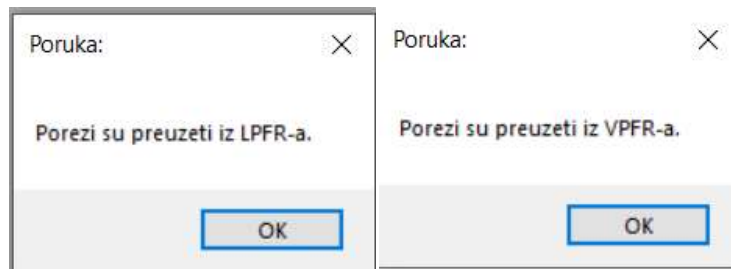 Poruka:
Porezi su preuzeti iz LPFR-a.
OK
Poruka:
Porezi su preuzeti iz VPFR-a.
OK